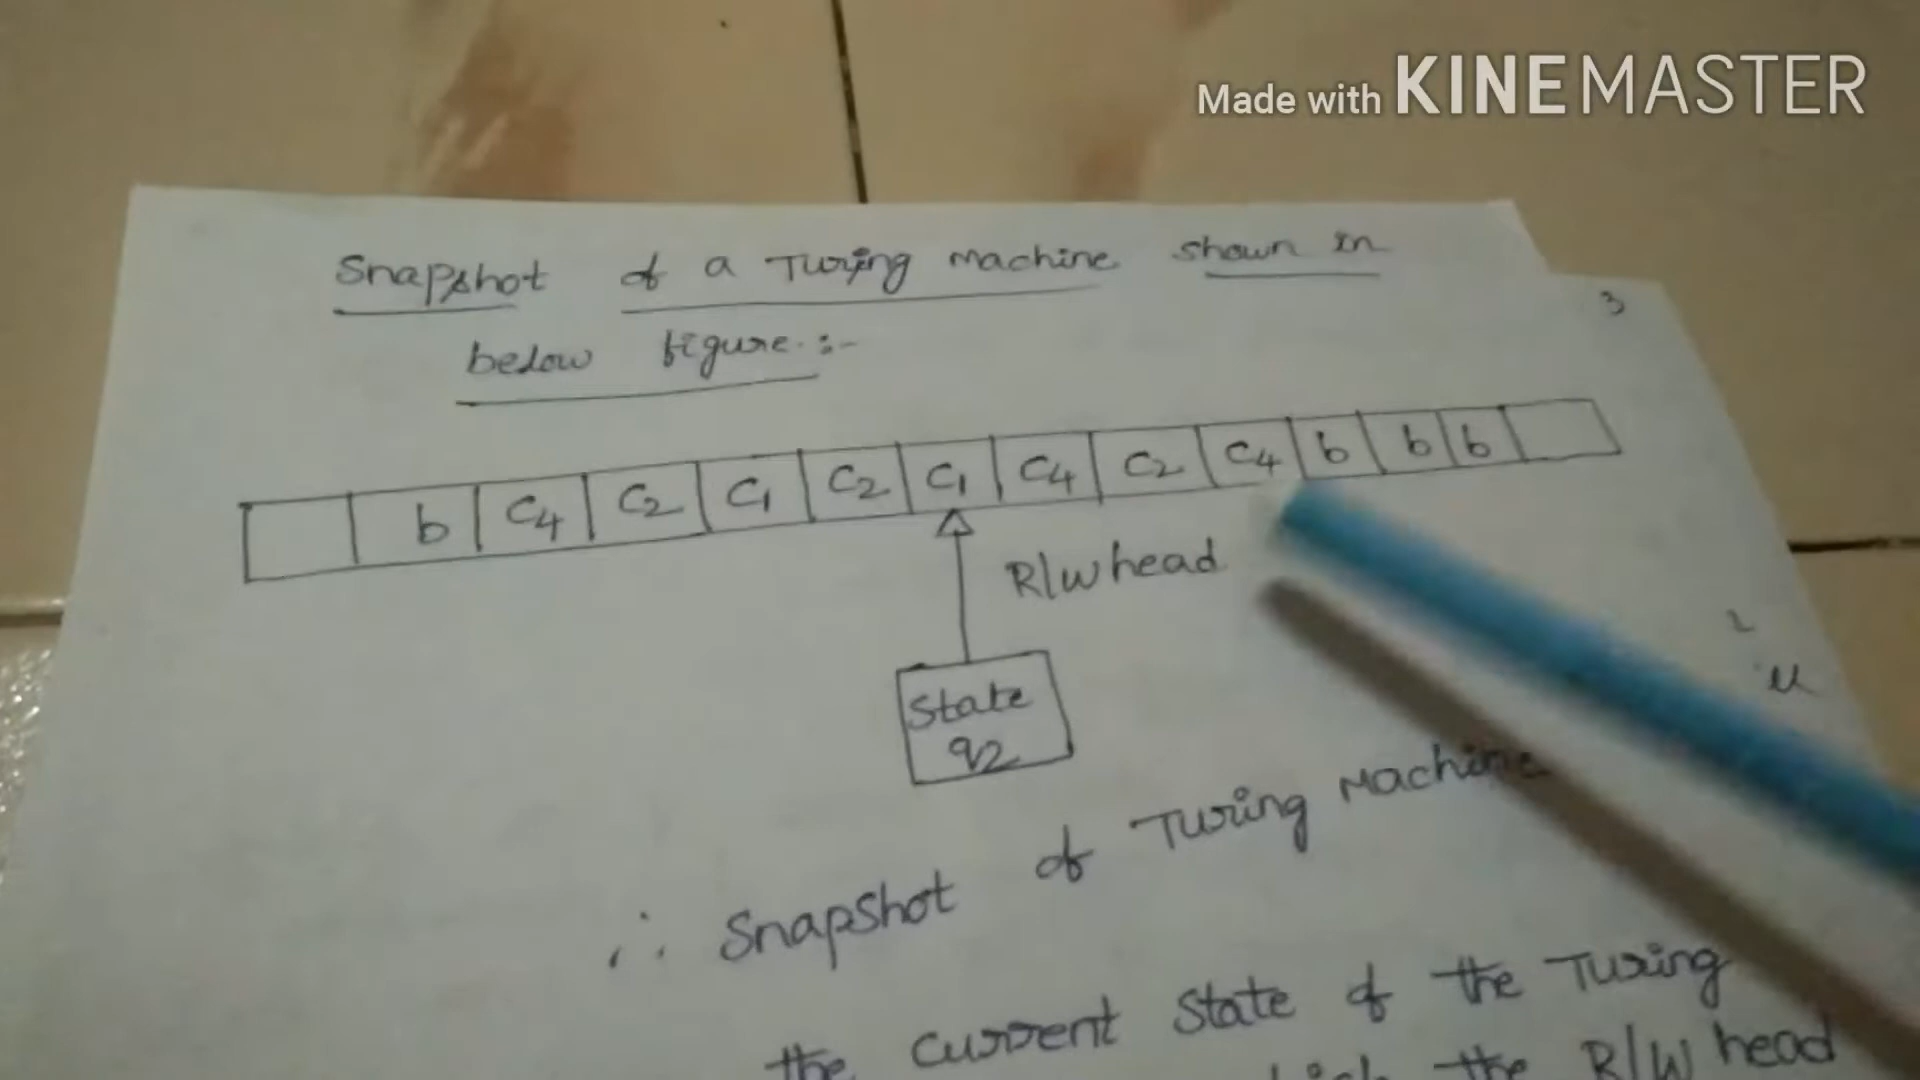 Made with KINEMASTER
Snapshot of a Turing machine shown in
3
below figure :-
b C4 C2 C1 C2 C1 C4 C2 C4 b b b
R/W head
State
q2
∴ Snapshot of Turing Machine
the current state of the Turing
the R/W head